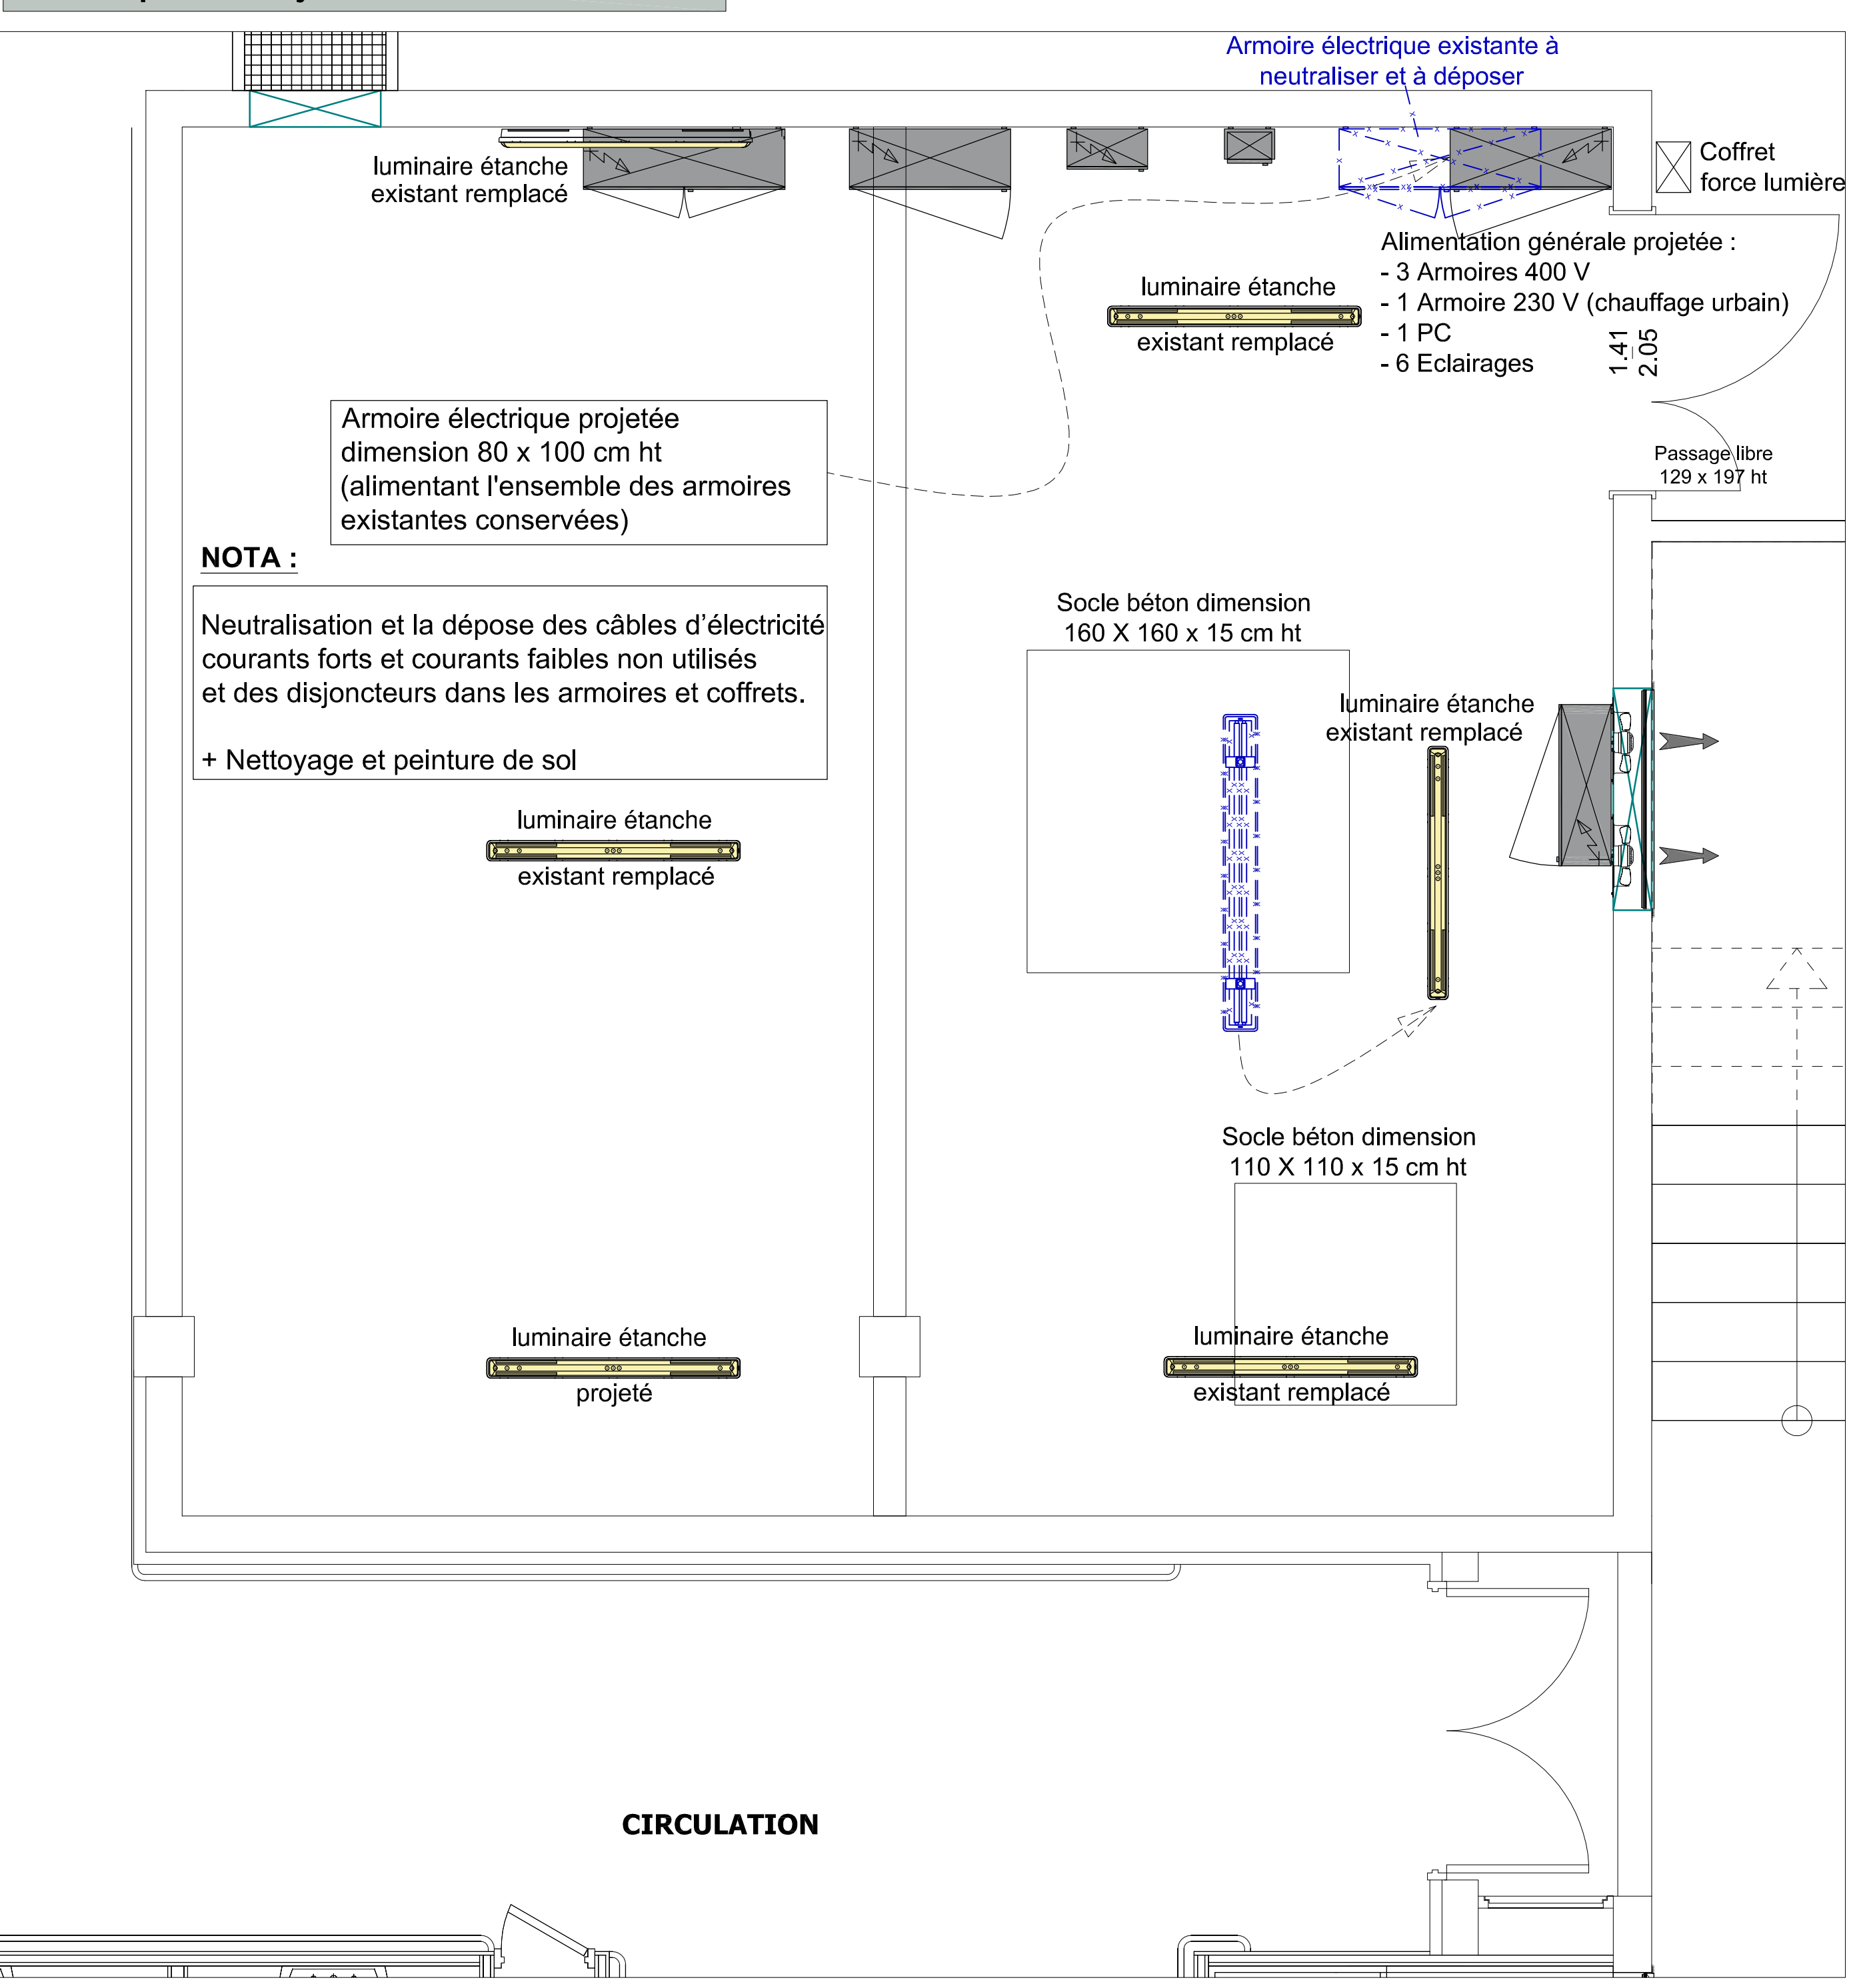 Armoire électrique existante à
neutraliser et à déposer
luminaire étanche
existant remplacé
Coffret
force lumière
Alimentation générale projetée :
- 3 Armoires 400 V
- 1 Armoire 230 V (chauffage urbain)
- 1 PC
- 6 Eclairages
luminaire étanche
existant remplacé
1.41
2.05
Armoire électrique projetée
dimension 80 x 100 cm ht
(alimentant l'ensemble des armoires
existantes conservées)
Passage libre
129 x 197 ht
NOTA :
Neutralisation et la dépose des câbles d’électricité
courants forts et courants faibles non utilisés
et des disjoncteurs dans les armoires et coffrets.
+ Nettoyage et peinture de sol
Socle béton dimension
160 X 160 x 15 cm ht
luminaire étanche
existant remplacé
luminaire étanche
existant remplacé
Socle béton dimension
110 X 110 x 15 cm ht
luminaire étanche
projeté
luminaire étanche
existant remplacé
CIRCULATION